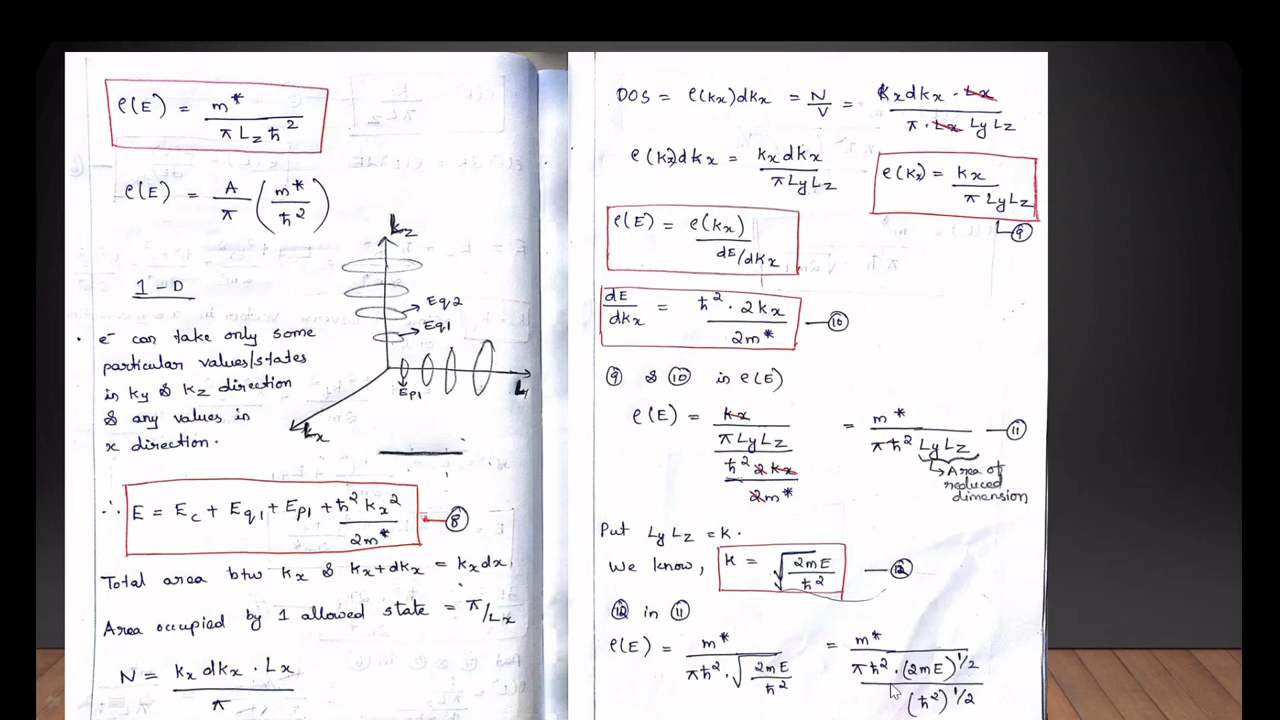 ρ(E) = m* / π Lz ħ²
ρ(E) = A/π (m*/ħ²)
kz
1-D
Eq2
Eq1
Ep1
Ly
kx
• e⁻ can take only some
particular values/states
in ky & kz direction
& any values in
x direction.
∴ E = Ec + Eq1 + Ep1 + ħ² kx² / 2m* — ⑧
Total area btw kx & kx+dkx = kx dx.
Area occupied by 1 allowed state = π/Lx
N = kx dkx · Lx / π
DOS = ρ(kx)dkx = N/V = kx dkx · Lx / π · Lx Ly Lz
ρ(kx)dkx = kx dkx / π Ly Lz
ρ(kx) = kx / π Ly Lz — ⑨
ρ(E) = ρ(kx) / dE/dkx
dE/dkx = ħ² · 2kx / 2m* — ⑩
⑨ & ⑩ in ρ(E)
ρ(E) = kx / π Ly Lz / ħ² 2kx / 2m* = m* / πħ² Ly Lz — ⑪
Area of
reduced
dimension
Put Ly Lz = k.
We know, k = √(2mE/ħ²) — ⑫
⑫ in ⑪
ρ(E) = m* / πħ² · √(2mE/ħ²) = m* / πħ² · (2mE)^1/2 / (ħ²)^1/2